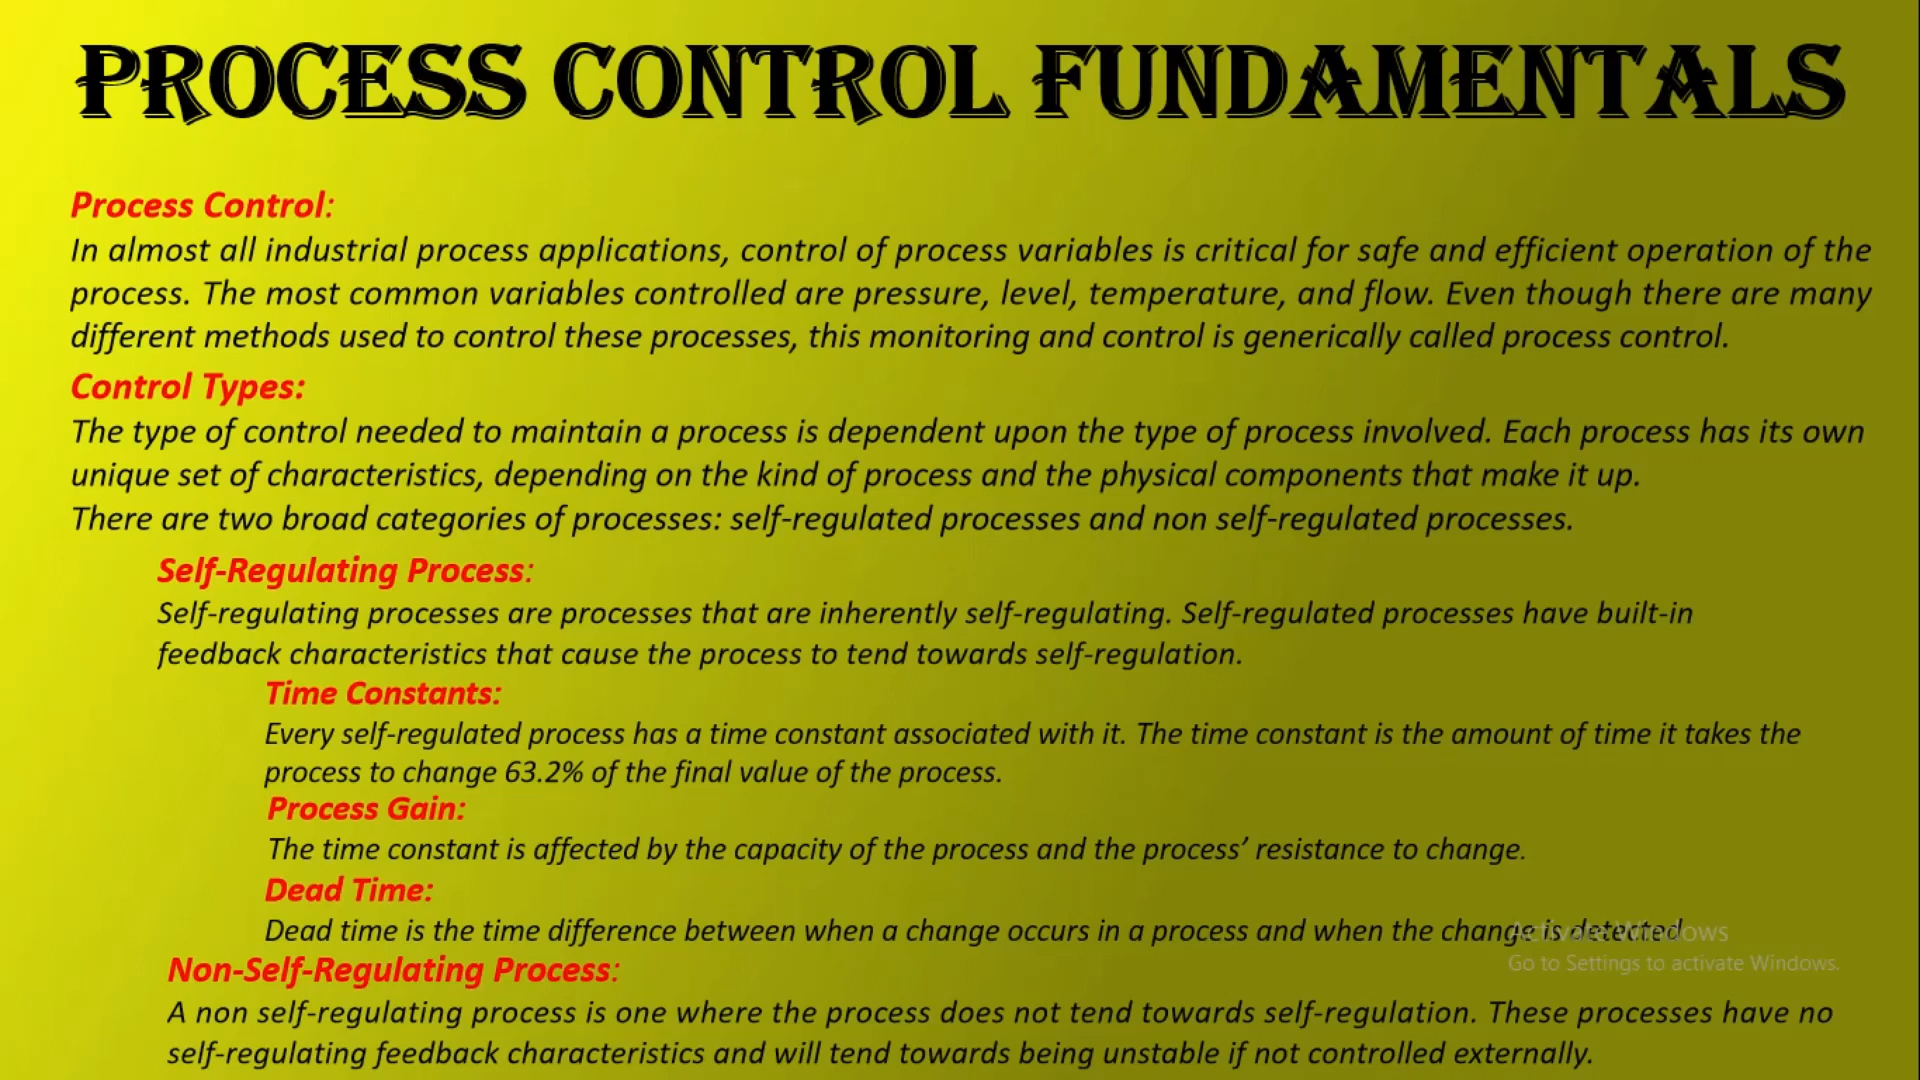 PROCESS CONTROL FUNDAMENTALS
Process Control:
In almost all industrial process applications, control of process variables is critical for safe and efficient operation of the
process. The most common variables controlled are pressure, level, temperature, and flow. Even though there are many
different methods used to control these processes, this monitoring and control is generically called process control.
Control Types:
The type of control needed to maintain a process is dependent upon the type of process involved. Each process has its own
unique set of characteristics, depending on the kind of process and the physical components that make it up.
There are two broad categories of processes: self-regulated processes and non self-regulated processes.
Self-Regulating Process:
Self-regulating processes are processes that are inherently self-regulating. Self-regulated processes have built-in
feedback characteristics that cause the process to tend towards self-regulation.
Time Constants:
Every self-regulated process has a time constant associated with it. The time constant is the amount of time it takes the
process to change 63.2% of the final value of the process.
Process Gain:
The time constant is affected by the capacity of the process and the process’ resistance to change.
Dead Time:
Dead time is the time difference between when a change occurs in a process and when the change is detected.
Activate Windows
Go to Settings to activate Windows.
Non-Self-Regulating Process:
A non self-regulating process is one where the process does not tend towards self-regulation. These processes have no
self-regulating feedback characteristics and will tend towards being unstable if not controlled externally.